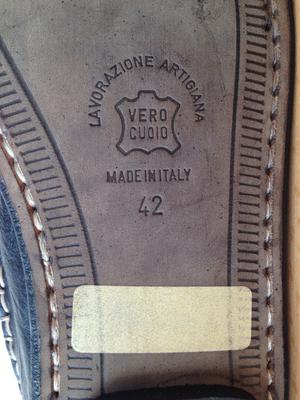 LAVORAZIONE ARTIGIANA
VERO
CUOIO
MADE IN ITALY
42